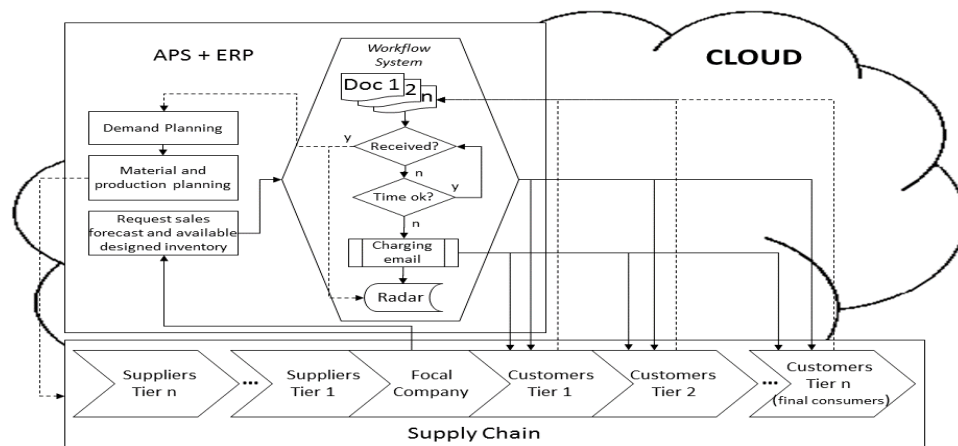 APS + ERP
CLOUD
Workflow
System
Doc 1
2
n
Demand Planning
y
Received?
n
Material and
production planning
y
Time ok?
n
Request sales
forecast and available
designed inventory
Charging
email
Radar
Suppliers
Tier n
...
Suppliers
Tier 1
Focal
Company
Customers
Tier 1
Customers
Tier 2
...
Customers
Tier n
(final consumers)
Supply Chain